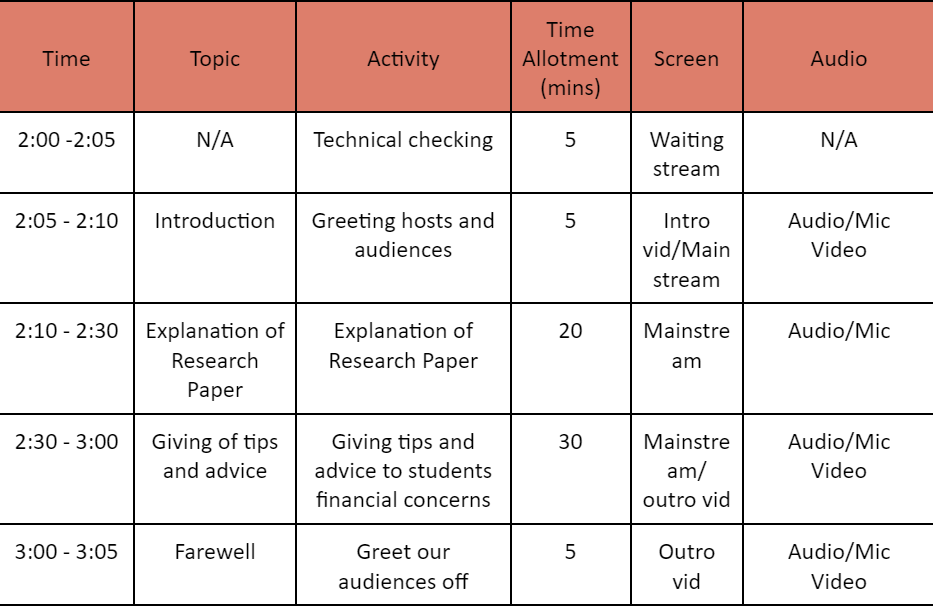 Time
Topic
Activity
Time
Allotment
(mins)
Screen
Audio
2:00 -2:05
N/A
Technical checking
5
Waiting
stream
N/A
2:05 - 2:10
Introduction
Greeting hosts and
audiences
5
Intro
vid/Main
stream
Audio/Mic
Video
2:10 - 2:30
Explanation of
Research
Paper
Explanation of
Research Paper
20
Mainstre
am
Audio/Mic
2:30 - 3:00
Giving of tips
and advice
Giving tips and
advice to students
financial concerns
30
Mainstre
am/
outro vid
Audio/Mic
Video
3:00 - 3:05
Farewell
Greet our
audiences off
5
Outro
vid
Audio/Mic
Video